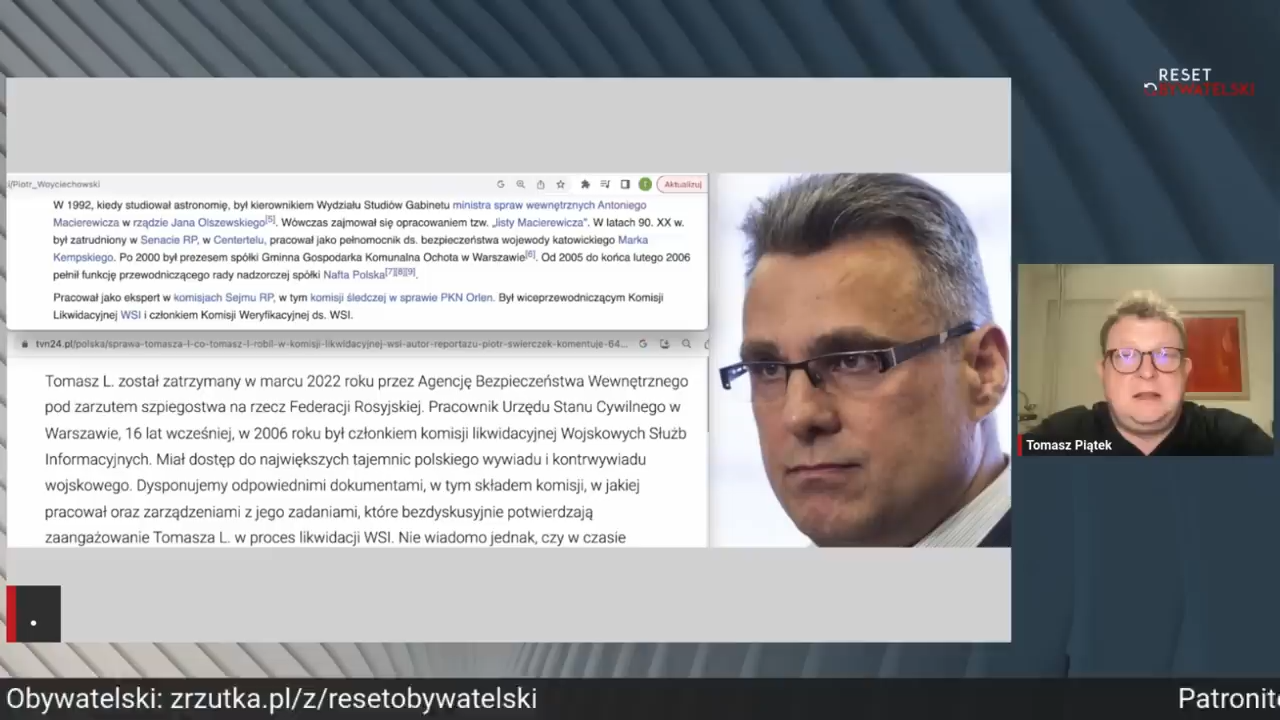 RESET
OBYWATELSKI
i/Piotr_Woyciechowski
Aktualizuj
W 1992, kiedy studiował astronomię, był kierownikiem Wydziału Studiów Gabinetu ministra spraw wewnętrznych Antoniego
Macierewicza w rządzie Jana Olszewskiego[5]. Wówczas zajmował się opracowaniem tzw. „listy Macierewicza”. W latach 90. XX w.
był zatrudniony w Senacie RP, w Centertelu, pracował jako pełnomocnik ds. bezpieczeństwa wojewody katowickiego Marka
Kempskiego. Po 2000 był prezesem spółki Gminna Gospodarka Komunalna Ochota w Warszawie[6]. Od 2005 do końca lutego 2006
pełnił funkcję przewodniczącego rady nadzorczej spółki Nafta Polska[7][8][9].
Pracował jako ekspert w komisjach Sejmu RP, w tym komisji śledczej w sprawie PKN Orlen. Był wiceprzewodniczącym Komisji
Likwidacyjnej WSI i członkiem Komisji Weryfikacyjnej ds. WSI.
tvn24.pl/polska/sprawa-tomasza-l-co-tomasz-l-robil-w-komisji-likwidacyjnej-wsi-autor-reportazu-piotr-swierczek-komentuje-64...
Tomasz L. został zatrzymany w marcu 2022 roku przez Agencję Bezpieczeństwa Wewnętrznego
pod zarzutem szpiegostwa na rzecz Federacji Rosyjskiej. Pracownik Urzędu Stanu Cywilnego w
Warszawie, 16 lat wcześniej, w 2006 roku był członkiem komisji likwidacyjnej Wojskowych Służb
Informacyjnych. Miał dostęp do największych tajemnic polskiego wywiadu i kontrwywiadu
wojskowego. Dysponujemy odpowiednimi dokumentami, w tym składem komisji, w jakiej
pracował oraz zarządzeniami z jego zadaniami, które bezdyskusyjnie potwierdzają
zaangażowanie Tomasza L. w proces likwidacji WSI. Nie wiadomo jednak, czy w czasie
Tomasz Piątek
.
Obywatelski: zrzutka.pl/z/resetobywatelski
Patronit